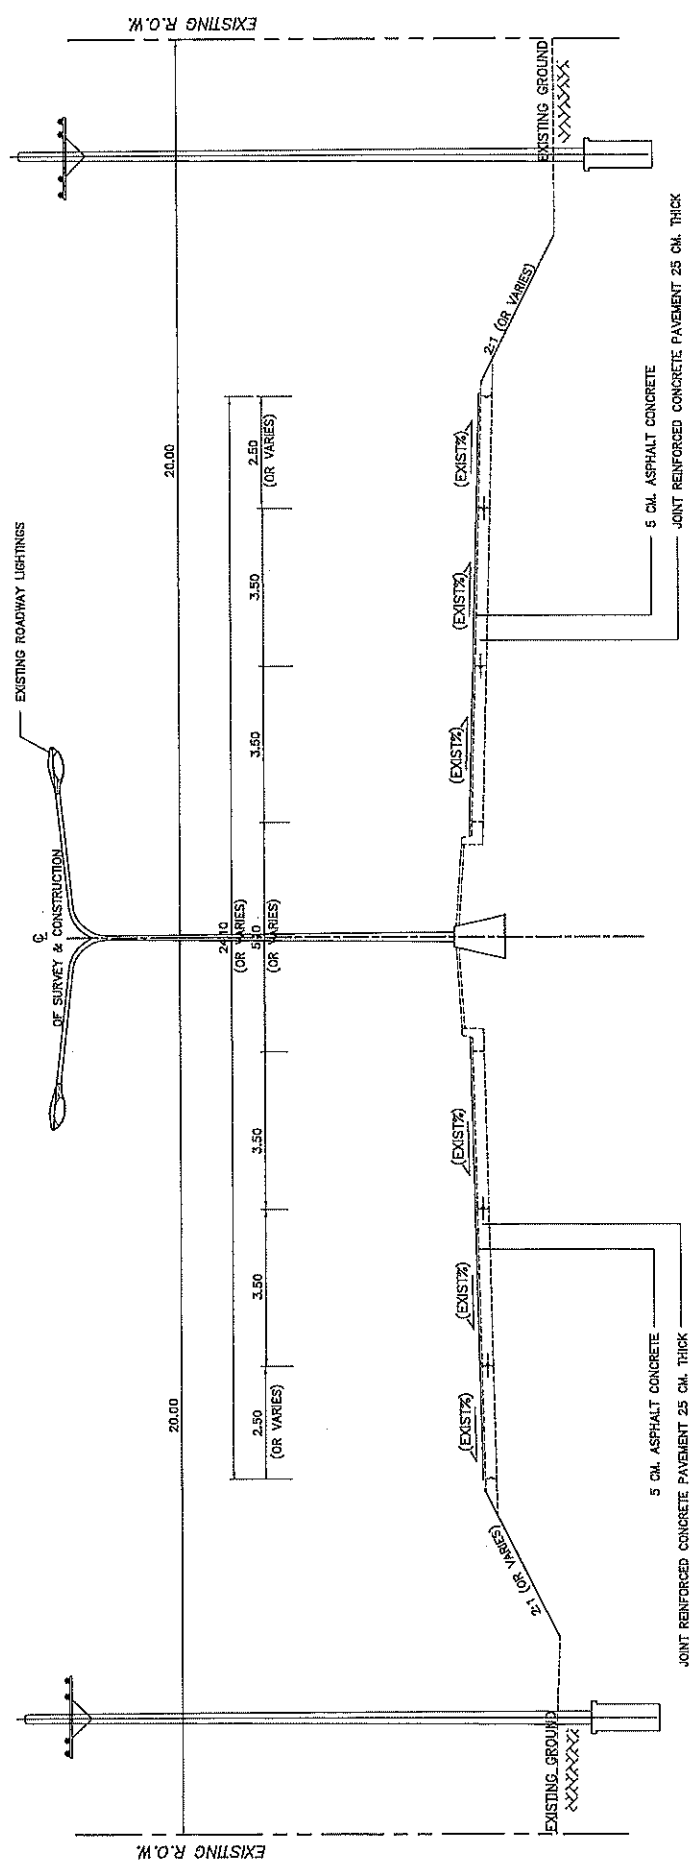 EXISTING ROADWAY LIGHTINGS
℄
OF SURVEY & CONSTRUCTION
EXISTING R.O.W.
EXISTING R.O.W.
20.00
20.00
24.10
(OR VARIES)
2.50
(OR VARIES)
3.50
3.50
5.10
(OR VARIES)
3.50
3.50
2.50
(OR VARIES)
(EXIST%)
(EXIST%)
(EXIST%)
(EXIST%)
(EXIST%)
(EXIST%)
2:1 (OR VARIES)
2:1 (OR VARIES)
EXISTING GROUND
EXISTING GROUND
5 CM. ASPHALT CONCRETE
JOINT REINFORCED CONCRETE PAVEMENT 25 CM. THICK
5 CM. ASPHALT CONCRETE
JOINT REINFORCED CONCRETE PAVEMENT 25 CM. THICK